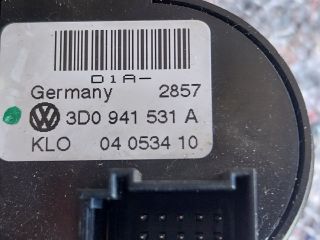 D1A-
Germany 2857
3D0 941 531 A
KLO 04 0534 10